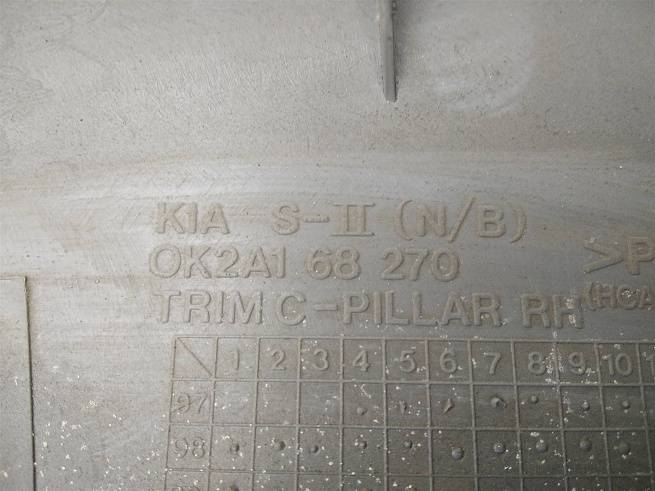 KIA S-II (N/B)
OK2A1 68 270
>P
TRIM C-PILLAR RH
1 2 3 4 5 6 7 8 9 10 1
97
98